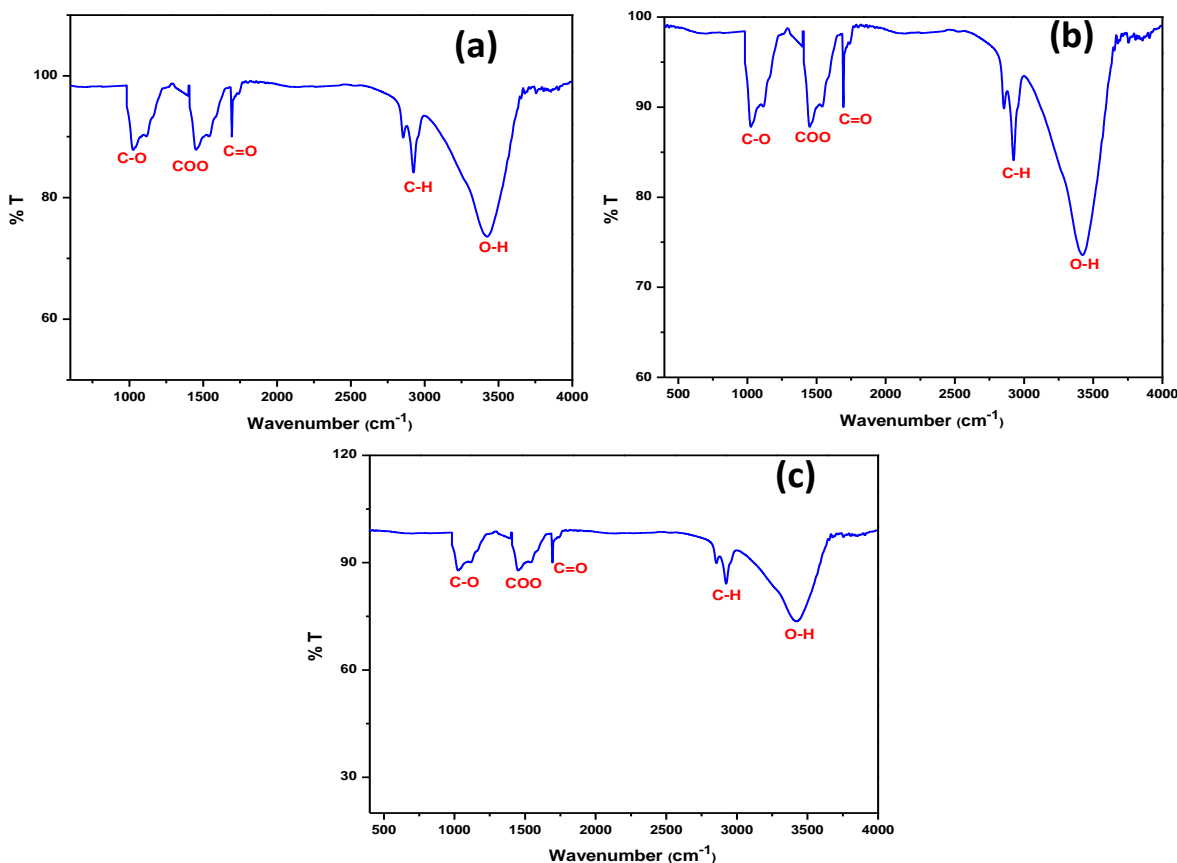 (a)
100
80
60
% T
C-O
COO
C=O
C-H
O-H
1000 1500 2000 2500 3000 3500 4000
Wavenumber (cm-1)
(b)
100
90
80
70
60
% T
C-O
COO
C=O
C-H
O-H
500 1000 1500 2000 2500 3000 3500 4000
Wavenumber (cm-1)
(c)
120
90
60
30
% T
C-O
COO
C=O
C-H
O-H
500 1000 1500 2000 2500 3000 3500 4000
Wavenumber (cm-1)